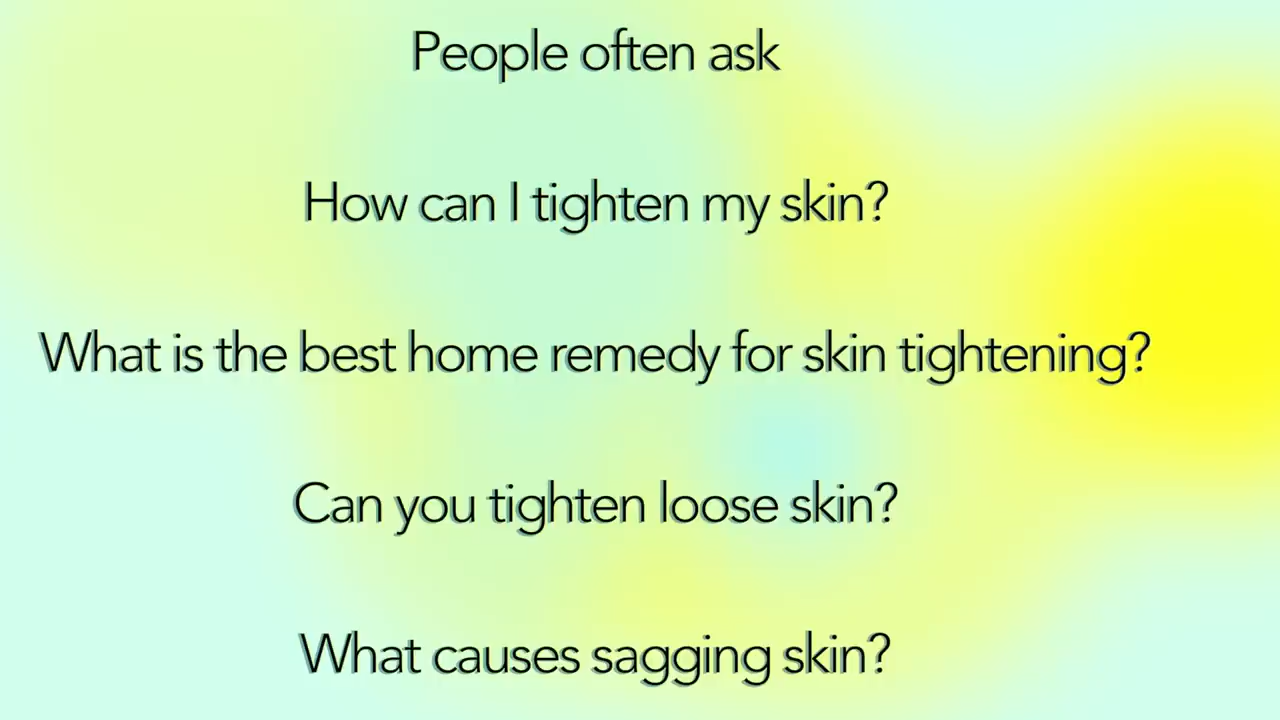 People often ask
How can I tighten my skin?
What is the best home remedy for skin tightening?
Can you tighten loose skin?
What causes sagging skin?